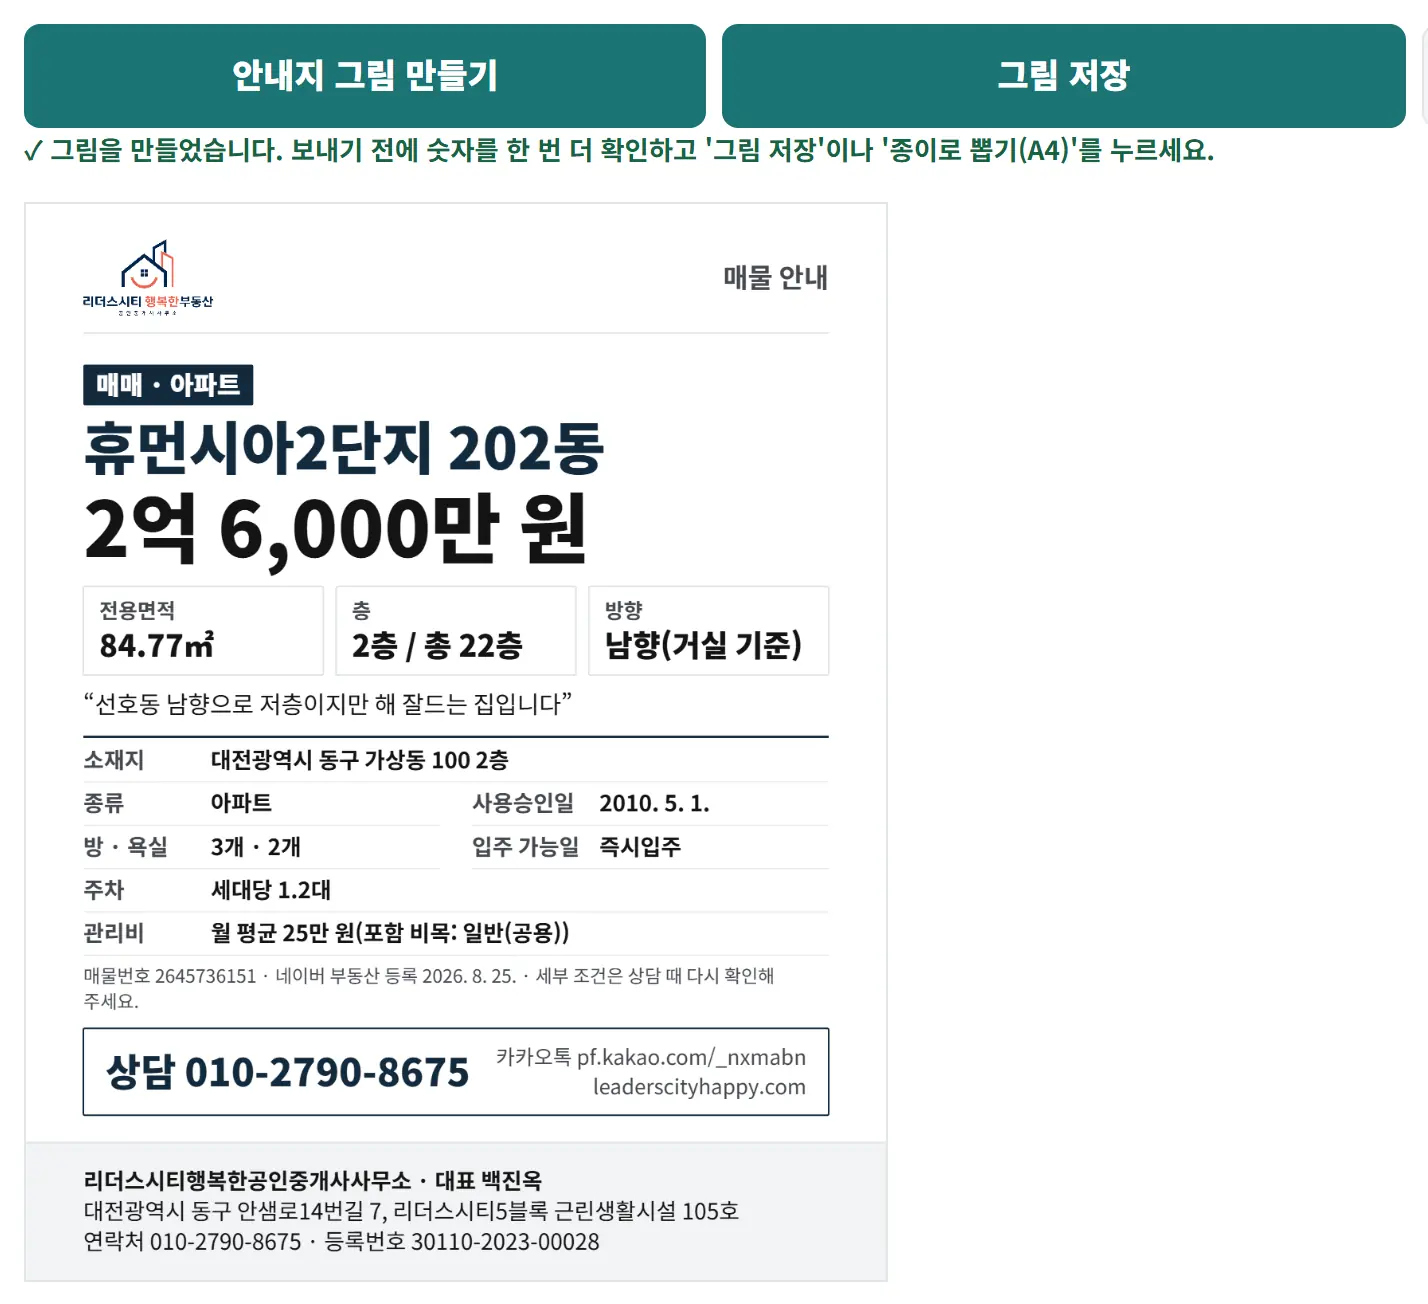 안내지 그림 만들기
그림 저장
✓ 그림을 만들었습니다. 보내기 전에 숫자를 한 번 더 확인하고 '그림 저장'이나 '종이로 뽑기(A4)'를 누르세요.
리더스시티 행복한부동산
공인중개사사무소
매물 안내
매매 · 아파트
휴먼시아2단지 202동
2억 6,000만 원
전용면적
84.77㎡
층
2층 / 총 22층
방향
남향(거실 기준)
“선호동 남향으로 저층이지만 해 잘드는 집입니다”
소재지 대전광역시 동구 가상동 100 2층
종류 아파트 사용승인일 2010. 5. 1.
방 · 욕실 3개 · 2개 입주 가능일 즉시입주
주차 세대당 1.2대
관리비 월 평균 25만 원(포함 비목: 일반(공용))
매물번호 2645736151 · 네이버 부동산 등록 2026. 8. 25. · 세부 조건은 상담 때 다시 확인해
주세요.
상담 010-2790-8675
카카오톡 pf.kakao.com/_nxmabn
leaderscityhappy.com
리더스시티행복한공인중개사사무소 · 대표 백진옥
대전광역시 동구 안샘로14번길 7, 리더스시티5블록 근린생활시설 105호
연락처 010-2790-8675 · 등록번호 30110-2023-00028